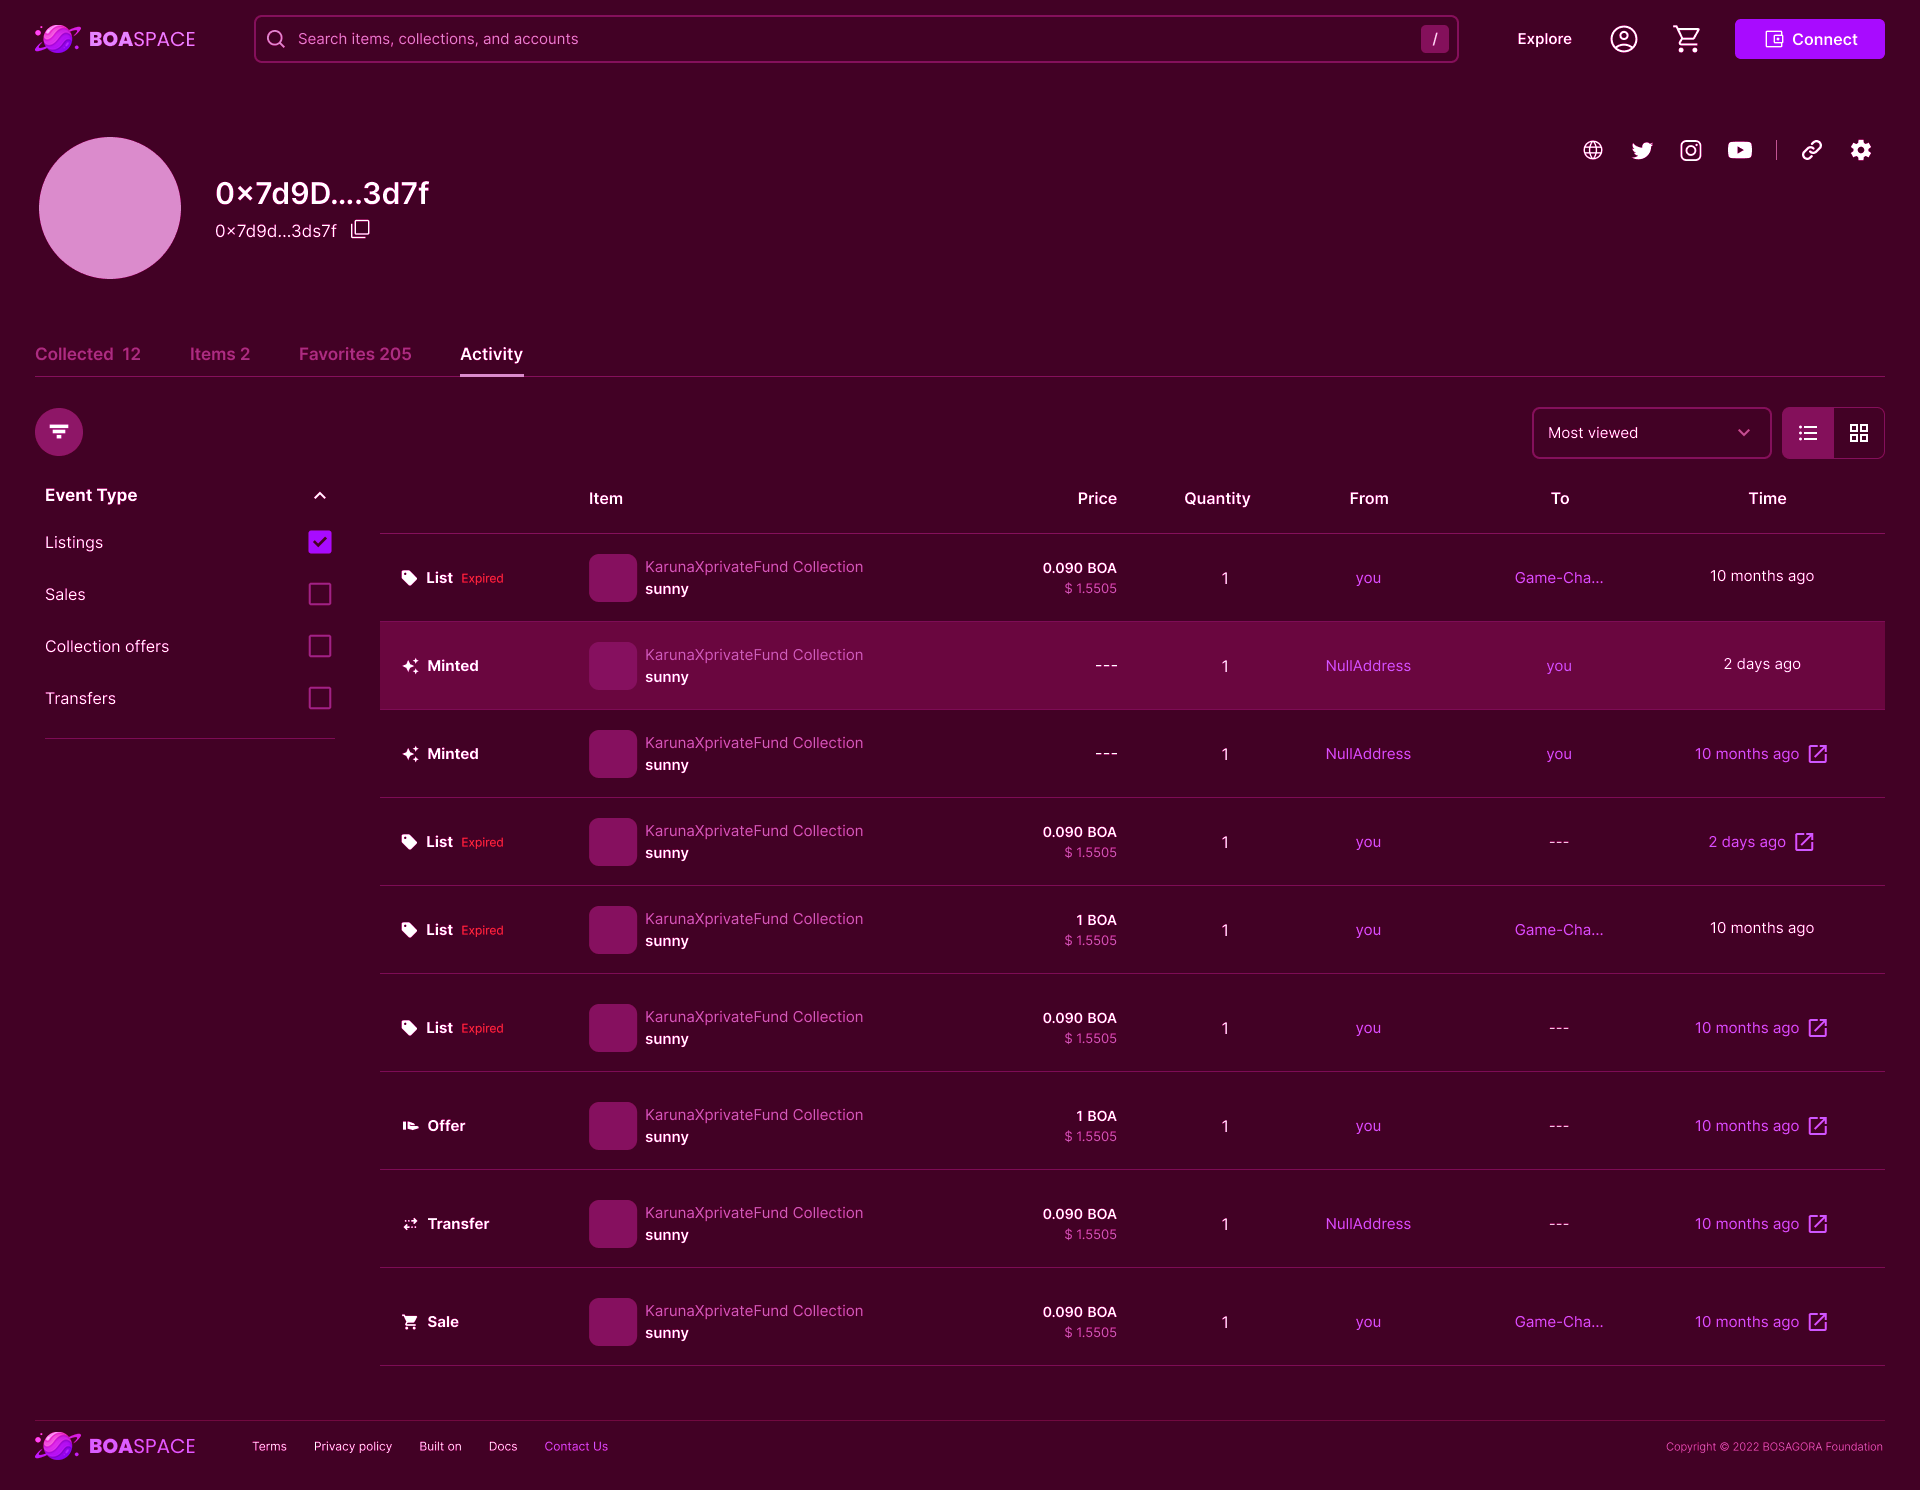 BOASPACE
Search items, collections, and accounts
/
Explore
Connect
0x7d9D....3d7f
0x7d9d...3ds7f
Collected 12
Items 2
Favorites 205
Activity
Most viewed
Event Type
Listings
Sales
Collection offers
Transfers
Item Price Quantity From To Time
List Expired KarunaXprivateFund Collection 0.090 BOA 1 you Game-Cha... 10 months ago
sunny $ 1.5505
Minted KarunaXprivateFund Collection --- 1 NullAddress you 2 days ago
sunny
Minted KarunaXprivateFund Collection --- 1 NullAddress you 10 months ago
sunny
List Expired KarunaXprivateFund Collection 0.090 BOA 1 you --- 2 days ago
sunny $ 1.5505
List Expired KarunaXprivateFund Collection 1 BOA 1 you Game-Cha... 10 months ago
sunny $ 1.5505
List Expired KarunaXprivateFund Collection 0.090 BOA 1 you --- 10 months ago
sunny $ 1.5505
Offer KarunaXprivateFund Collection 1 BOA 1 you --- 10 months ago
sunny $ 1.5505
Transfer KarunaXprivateFund Collection 0.090 BOA 1 NullAddress --- 10 months ago
sunny $ 1.5505
Sale KarunaXprivateFund Collection 0.090 BOA 1 you Game-Cha... 10 months ago
sunny $ 1.5505
BOASPACE
Terms
Privacy policy
Built on
Docs
Contact Us
Copyright © 2022 BOSAGORA Foundation